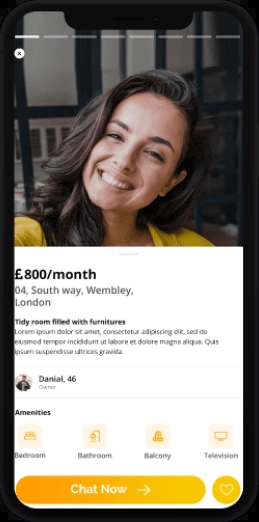 £800/month
04, South way, Wembley,
London
Tidy room filled with furnitures
Lorem ipsum dolor sit amet, consectetur adipiscing elit, sed do
eiusmod tempor incididunt ut labore et dolore magna aliqua. Quis
ipsum suspendisse ultrices gravida.
Danial, 46
Owner
Amenities
Bedroom Bathroom Balcony Television
Chat Now